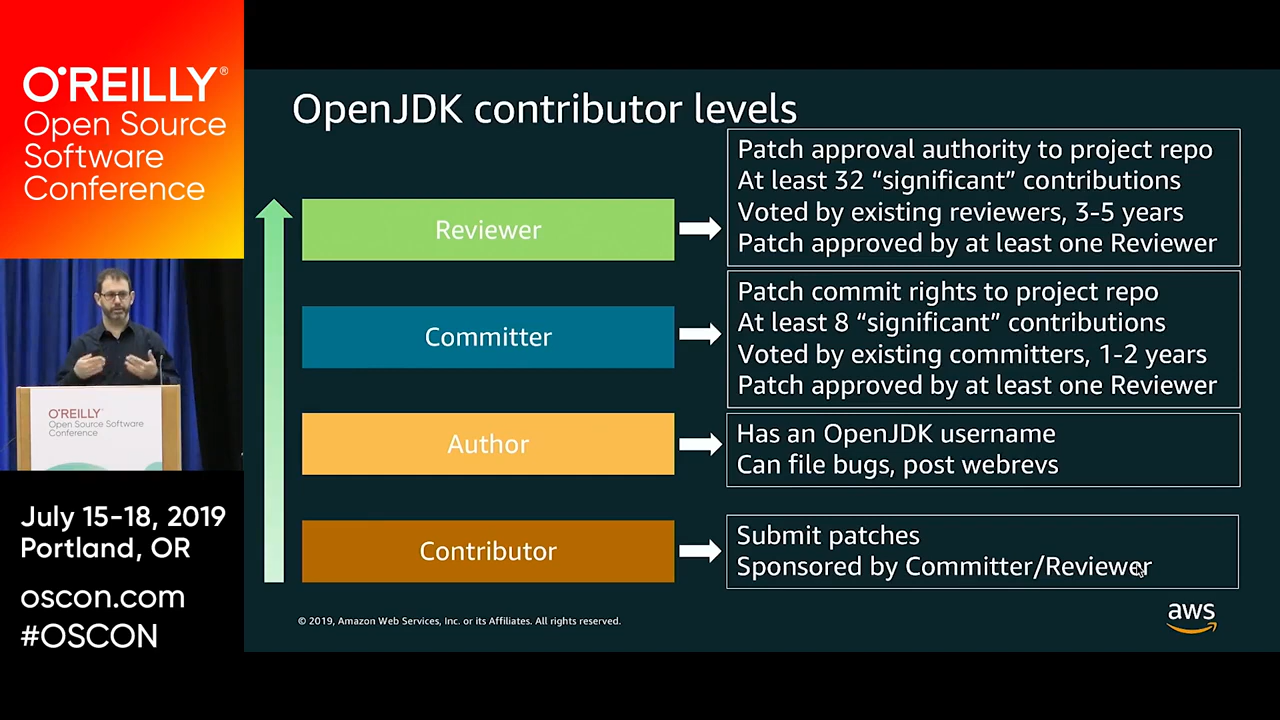 O'REILLY®
Open Source
Software
Conference
O'REILLY
Open Source Software
Conference
July 15-18, 2019
Portland, OR
oscon.com
#OSCON
OpenJDK contributor levels
Reviewer
Patch approval authority to project repo
At least 32 “significant” contributions
Voted by existing reviewers, 3-5 years
Patch approved by at least one Reviewer
Committer
Patch commit rights to project repo
At least 8 “significant” contributions
Voted by existing committers, 1-2 years
Patch approved by at least one Reviewer
Author
Has an OpenJDK username
Can file bugs, post webrevs
Contributor
Submit patches
Sponsored by Committer/Reviewer
© 2019, Amazon Web Services, Inc. or its Affiliates. All rights reserved.
aws